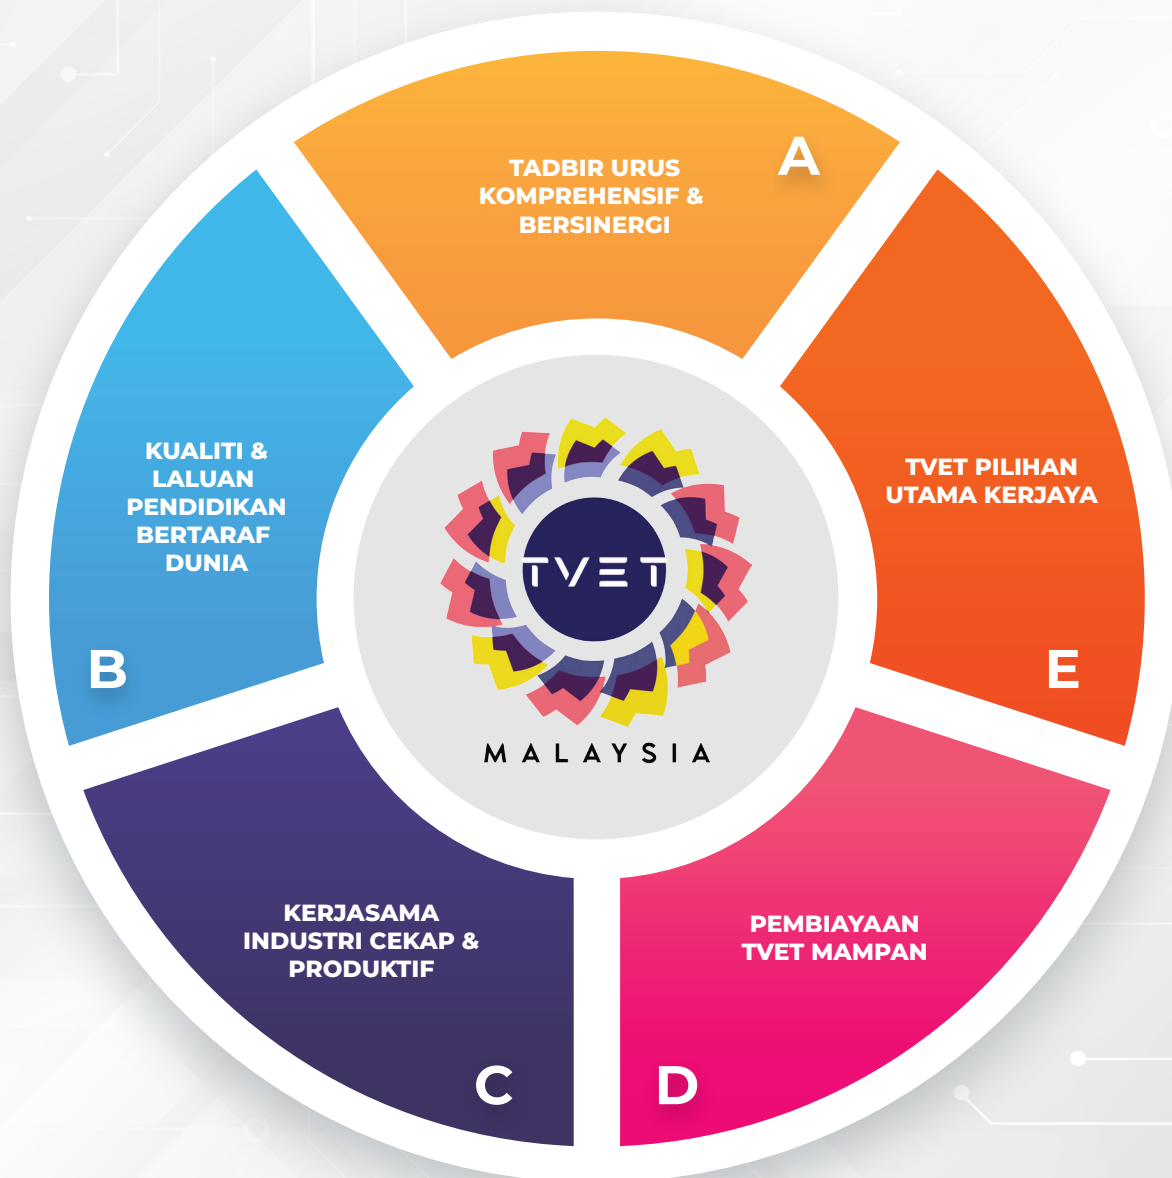 TADBIR URUS
KOMPREHENSIF &
BERSINERGI
A
KUALITI &
LALUAN
PENDIDIKAN
BERTARAF
DUNIA
B
KERJASAMA
INDUSTRI CEKAP &
PRODUKTIF
C
PEMBIAYAAN
TVET MAMPAN
D
TVET PILIHAN
UTAMA KERJAYA
E
TVET
MALAYSIA